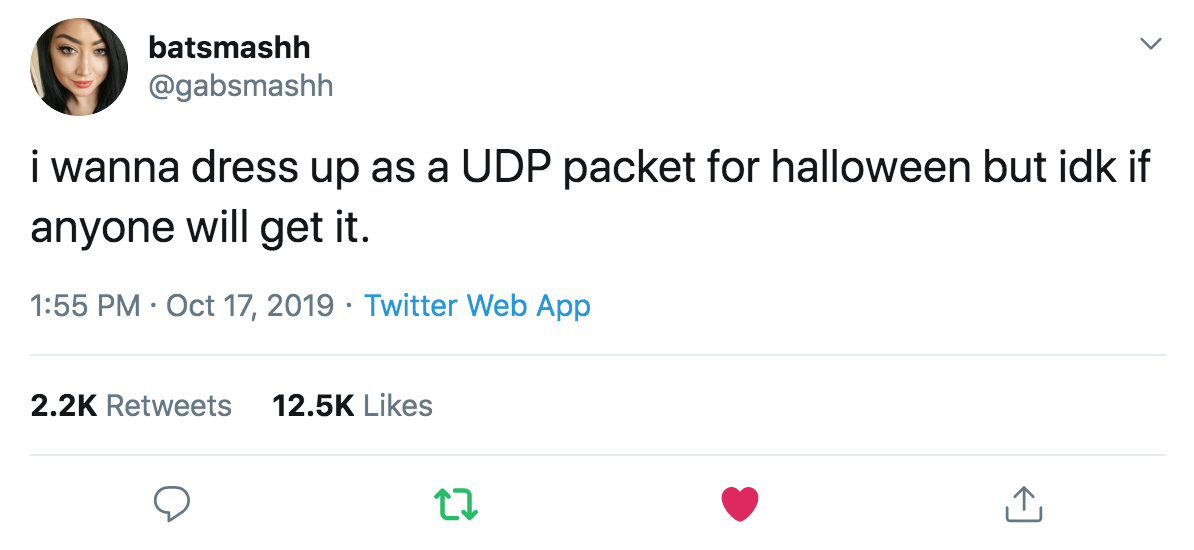 batsmashh
@gabsmashh
i wanna dress up as a UDP packet for halloween but idk if
anyone will get it.
1:55 PM · Oct 17, 2019 · Twitter Web App
2.2K Retweets 12.5K Likes